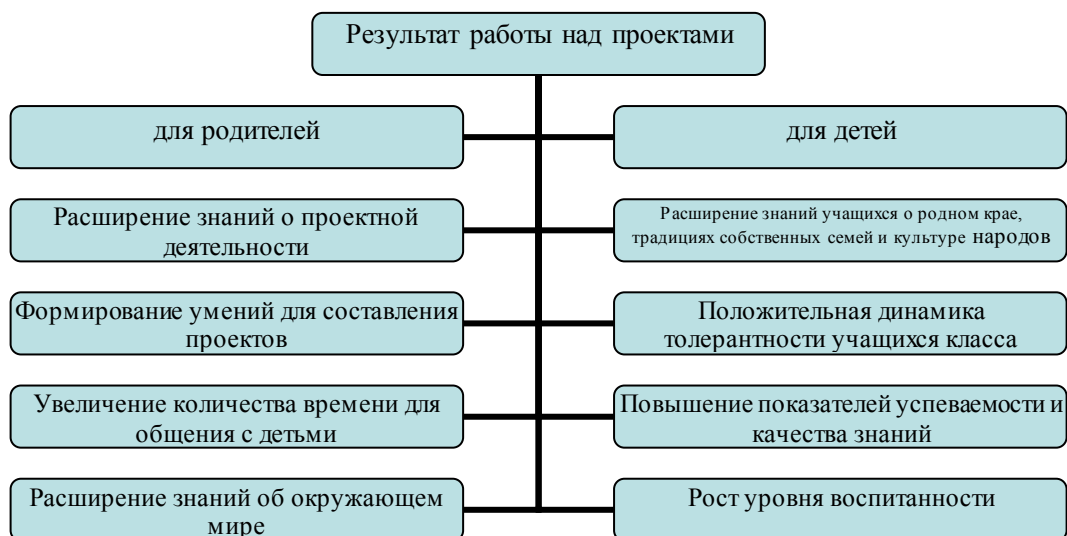 Результат работы над проектами
для родителей
для детей
Расширение знаний о проектной
деятельности
Расширение знаний учащихся о родном крае,
традициях собственных семей и культуре народов
Формирование умений для составления
проектов
Положительная динамика
толерантности учащихся класса
Увеличение количества времени для
общения с детьми
Повышение показателей успеваемости и
качества знаний
Расширение знаний об окружающем
мире
Рост уровня воспитанности